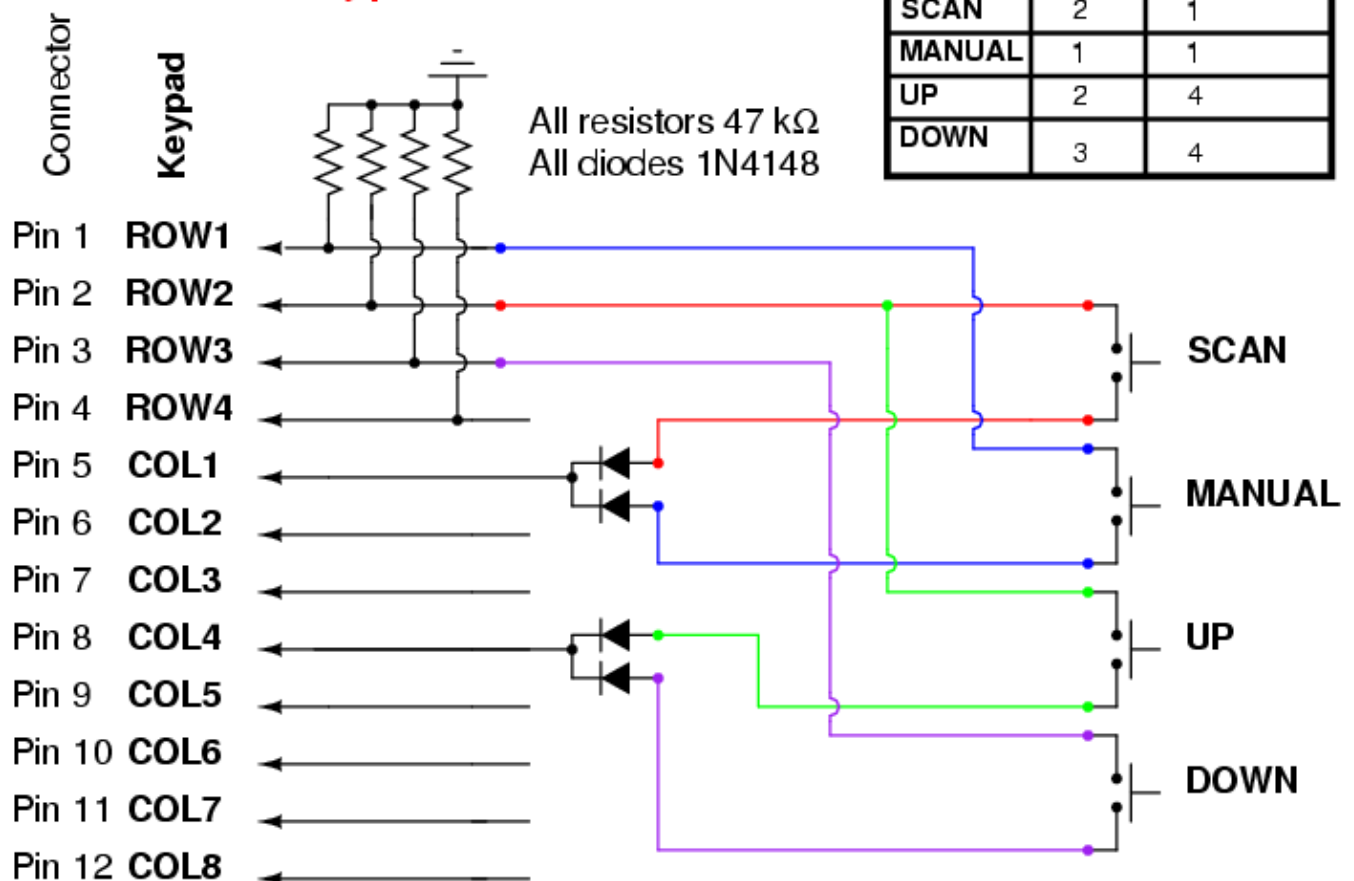 SCAN 2 1
MANUAL 1 1
UP 2 4
DOWN 3 4
Connector Keypad
All resistors 47 kΩ
All diodes 1N4148
Pin 1 ROW1
Pin 2 ROW2
Pin 3 ROW3
Pin 4 ROW4
Pin 5 COL1
Pin 6 COL2
Pin 7 COL3
Pin 8 COL4
Pin 9 COL5
Pin 10 COL6
Pin 11 COL7
Pin 12 COL8
SCAN
MANUAL
UP
DOWN